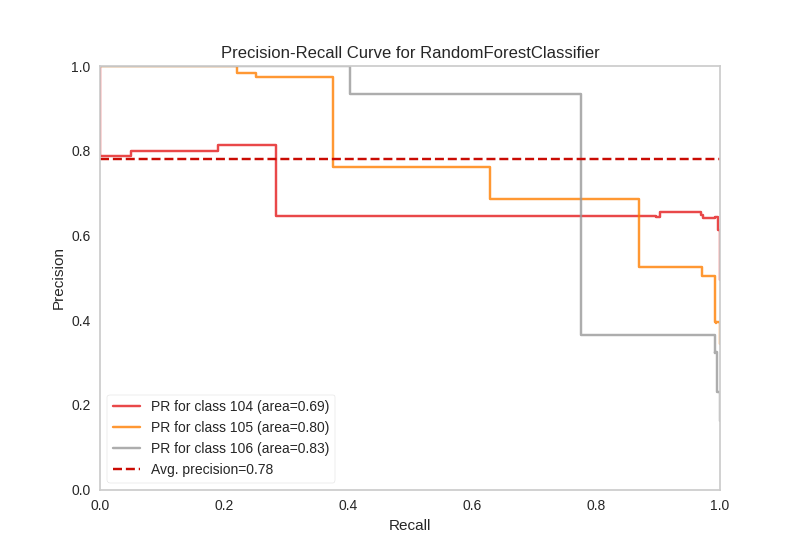 Precision-Recall Curve for RandomForestClassifier
1.0
0.8
0.6
0.4
0.2
0.0
Precision
PR for class 104 (area=0.69)
PR for class 105 (area=0.80)
PR for class 106 (area=0.83)
Avg. precision=0.78
0.0 0.2 0.4 0.6 0.8 1.0
Recall